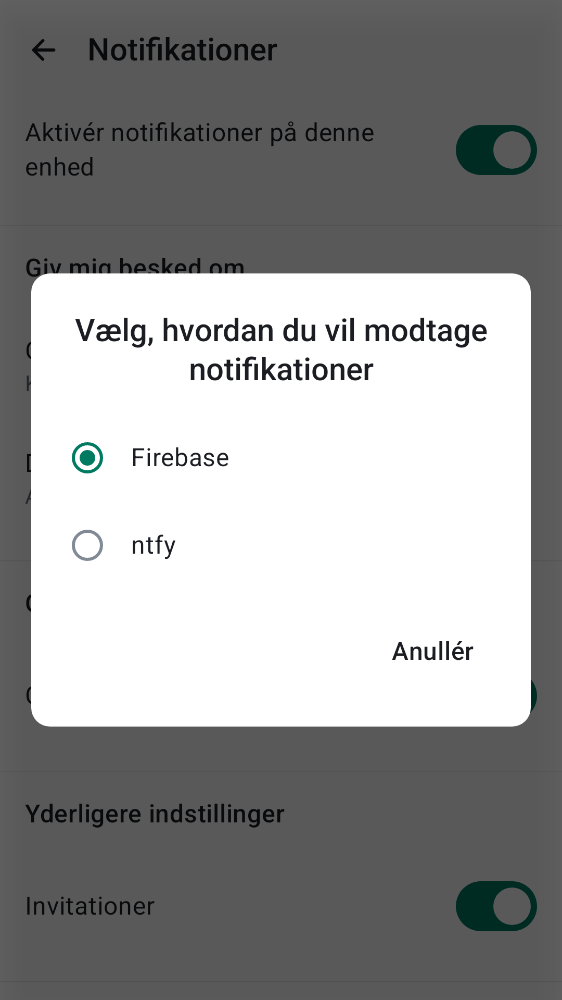 Notifikationer
Aktivér notifikationer på denne
enhed
Giv mig besked om
Vælg, hvordan du vil modtage
notifikationer
Firebase
ntfy
Anullér
Yderligere indstillinger
Invitationer